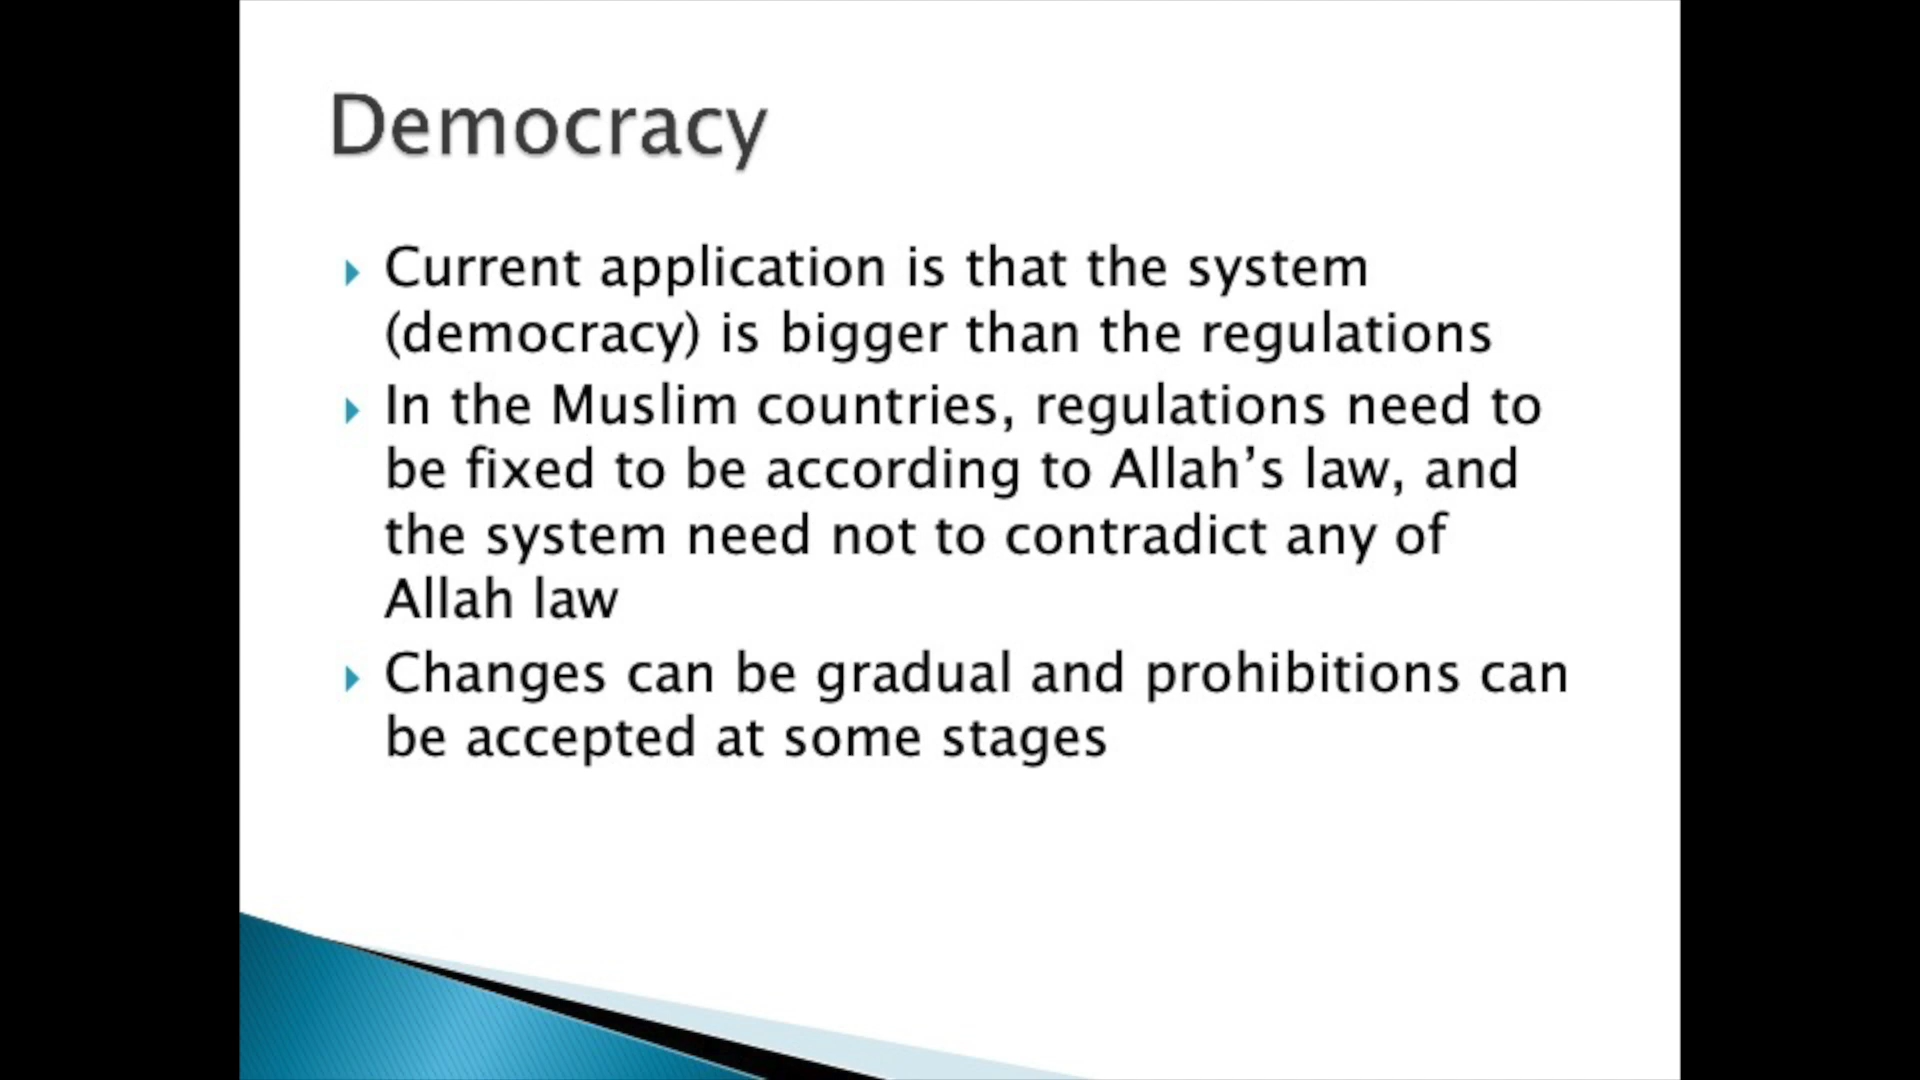 Democracy
Current application is that the system
(democracy) is bigger than the regulations
In the Muslim countries, regulations need to
be fixed to be according to Allah’s law, and
the system need not to contradict any of
Allah law
Changes can be gradual and prohibitions can
be accepted at some stages